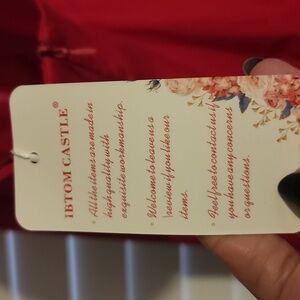 IBTOM CASTLE®
All the items are made in
high quality with
exquisite workmanship.
Welcome to leave us a
review if you like our
items.
Feel free to contact us if
you have any concerns
or questions.